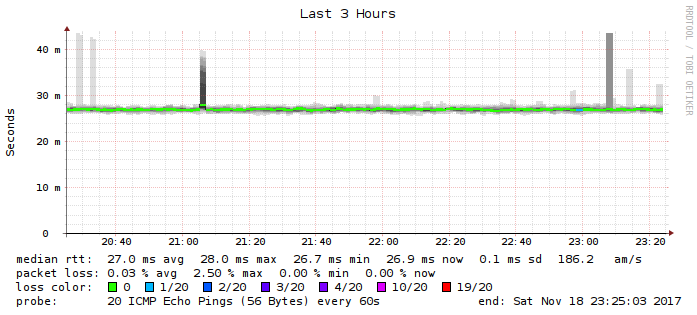 Last 3 Hours
RRDTOOL / TOBI OETIKER
Seconds
40 m
30 m
20 m
10 m
0
20:40 21:00 21:20 21:40 22:00 22:20 22:40 23:00 23:20
median rtt: 27.0 ms avg 28.0 ms max 26.7 ms min 26.9 ms now 0.1 ms sd 186.2 am/s
packet loss: 0.03 % avg 2.50 % max 0.00 % min 0.00 % now
loss color: 0 1/20 2/20 3/20 4/20 10/20 19/20
probe: 20 ICMP Echo Pings (56 Bytes) every 60s end: Sat Nov 18 23:25:03 2017